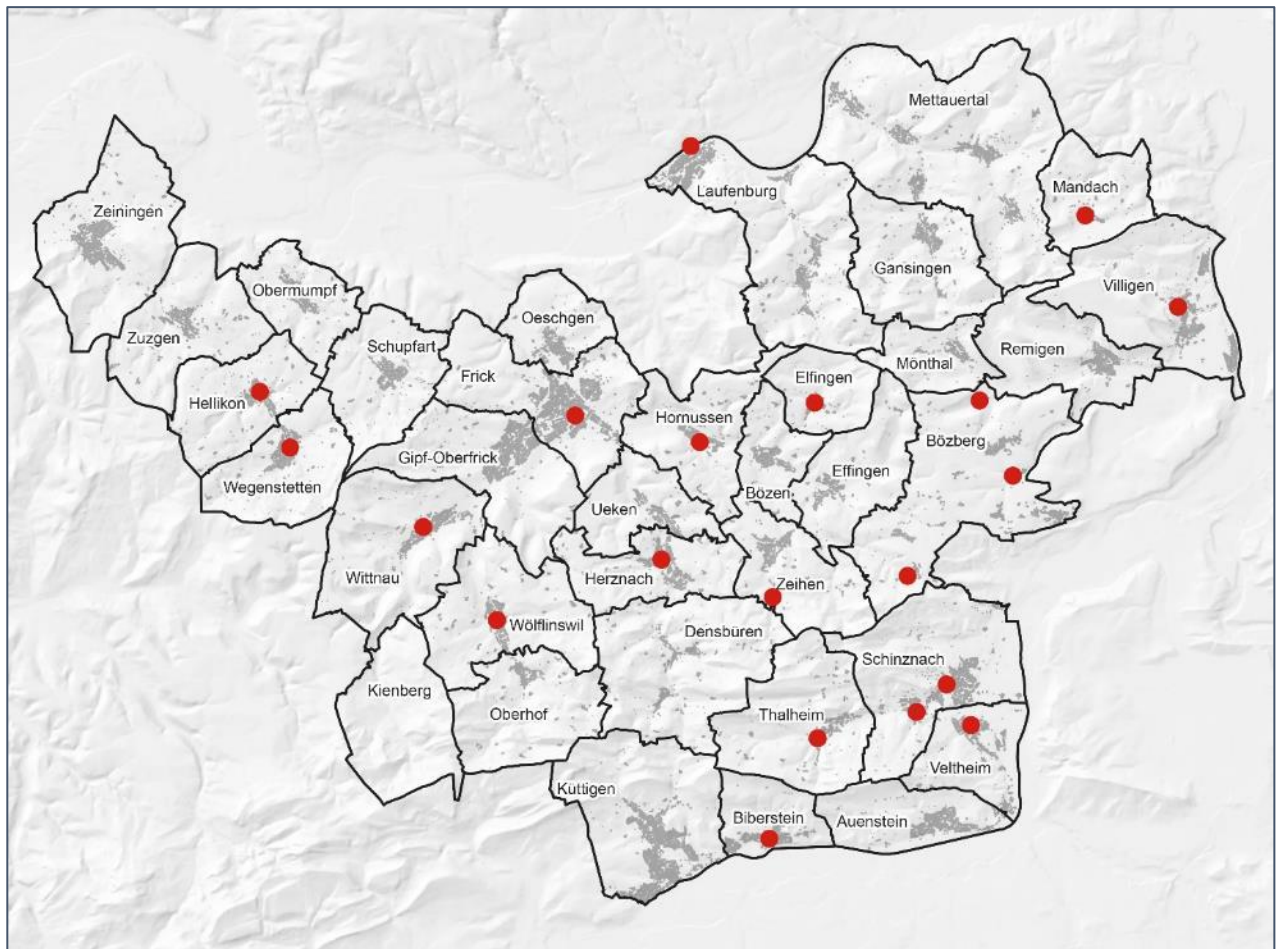 Mettauertal
Mandach
Laufenburg
Zeiningen
Gansingen
Villigen
Obermumpf
Oeschgen
Zuzgen
Schupfart
Remigen
Mönthal
Frick
Elfingen
Hellikon
Hornussen
Bözberg
Gipf-Oberfrick
Effingen
Wegenstetten
Bözen
Ueken
Wittnau
Herznach
Zeihen
Wölflinswil
Densbüren
Schinznach
Kienberg
Oberhof
Thalheim
Veltheim
Küttigen
Biberstein
Auenstein